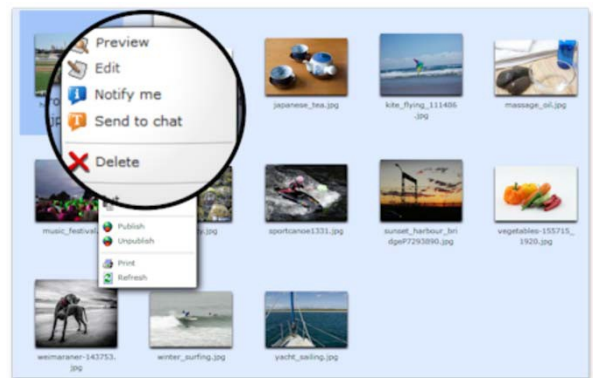 Preview
Edit
Notify me
Send to chat
Delete
Publish
Unpublish
Print
Refresh
japanese_tea.jpg
kite_flying_111406
.jpg
massage_oil.jpg
music_festival.
.jpg
sportcanoe1331.jpg
sunset_harbour_bri
dgeP7293890.jpg
vegetables-155715_
1920.jpg
weimaraner-143753.
jpg
winter_surfing.jpg
yacht_sailing.jpg